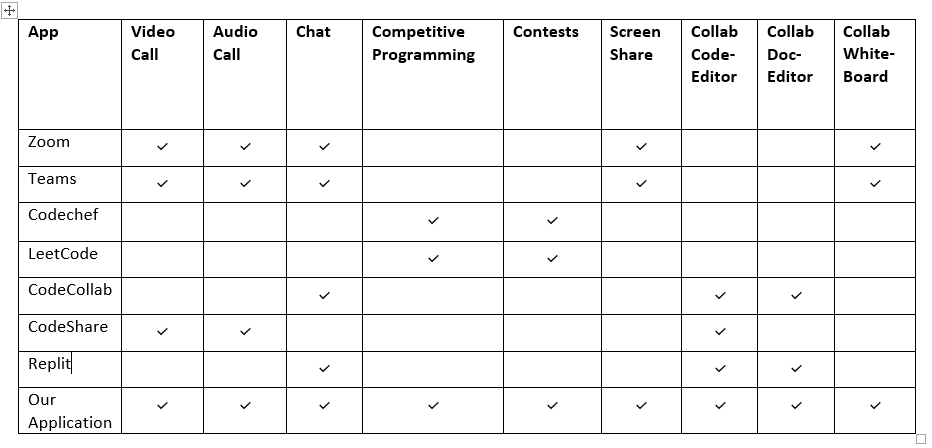 App Video Audio Chat Competitive Contests Screen Collab Collab Collab
Call Call Programming Share Code- Doc- White-
Editor Editor Board
Zoom ✓ ✓ ✓ ✓ ✓
Teams ✓ ✓ ✓ ✓ ✓
Codechef ✓ ✓
LeetCode ✓ ✓
CodeCollab ✓ ✓ ✓
CodeShare ✓ ✓ ✓
Replit ✓ ✓ ✓
Our ✓ ✓ ✓ ✓ ✓ ✓ ✓ ✓ ✓
Application